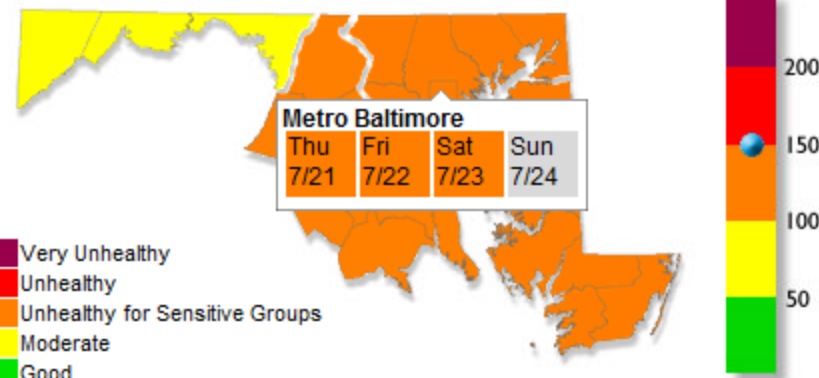 Metro Baltimore
Thu Fri Sat Sun
7/21 7/22 7/23 7/24
Very Unhealthy
Unhealthy
Unhealthy for Sensitive Groups
Moderate
Good
200
150
100
50